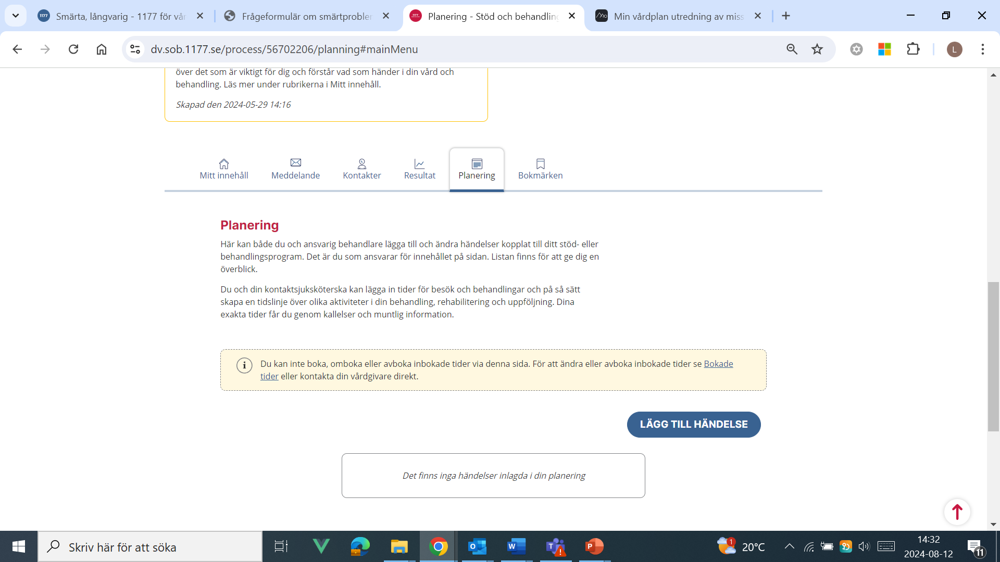 1177
Smärta, långvarig - 1177 för vår
Frågeformulär om smärtprobler
Planering - Stöd och behandling
Min vårdplan utredning av miss
dv.sob.1177.se/process/56702206/planning#mainMenu
L
över det som är viktigt för dig och förstår vad som händer i din vård och
behandling. Läs mer under rubrikerna i Mitt innehåll.
Skapad den 2024-05-29 14:16
Mitt innehåll
Meddelande
Kontakter
Resultat
Planering
Bokmärken
Planering
Här kan både du och ansvarig behandlare lägga till och ändra händelser kopplat till ditt stöd- eller
behandlingsprogram. Det är du som ansvarar för innehållet på sidan. Listan finns för att ge dig en
överblick.
Du och din kontaktsjuksköterska kan lägga in tider för besök och behandlingar och på så sätt
skapa en tidslinje över olika aktiviteter i din behandling, rehabilitering och uppföljning. Dina
exakta tider får du genom kallelser och muntlig information.
Du kan inte boka, omboka eller avboka inbokade tider via denna sida. För att ändra eller avboka inbokade tider se Bokade
tider eller kontakta din vårdgivare direkt.
LÄGG TILL HÄNDELSE
Det finns inga händelser inlagda i din planering
Skriv här för att söka
1
20°C
14:32
2024-08-12
11